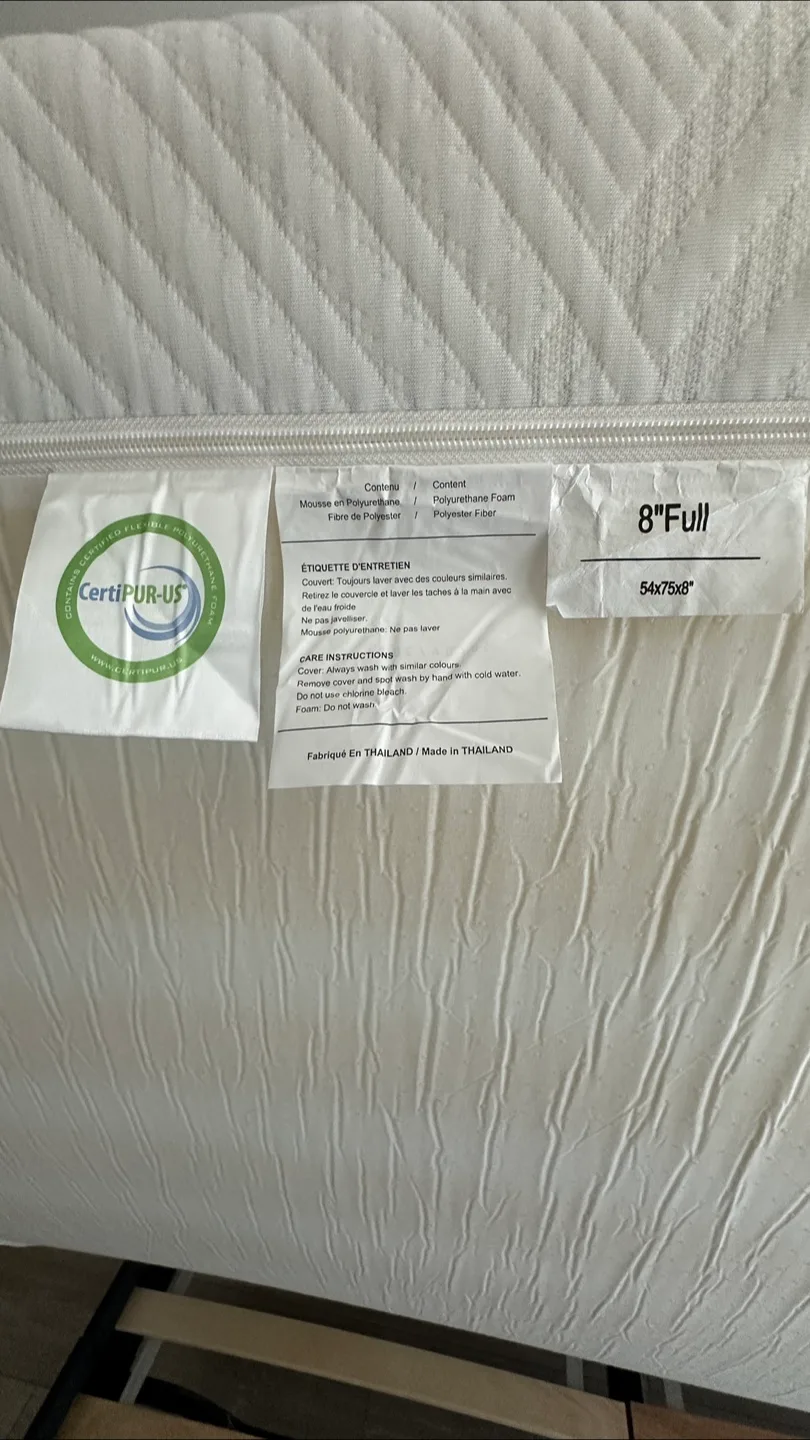 CONTAINS CERTIFIED FLEXIBLE POLYURETHANE FOAM
CertiPUR-US
WWW.CERTIPUR.US
Contenu / Content
Mousse en Polyurethane / Polyurethane Foam
Fibre de Polyester / Polyester Fiber
ÉTIQUETTE D'ENTRETIEN
Couvert: Toujours laver avec des couleurs similaires.
Retirez le couvercle et laver les taches à la main avec
de l'eau froide
Ne pas javelliser.
Mousse polyurethane: Ne pas laver
CARE INSTRUCTIONS
Cover: Always wash with similar colours.
Remove cover and spot wash by hand with cold water.
Do not use chlorine bleach.
Foam: Do not wash.
Fabriqué En THAILAND / Made in THAILAND
8"Full
54x75x8"